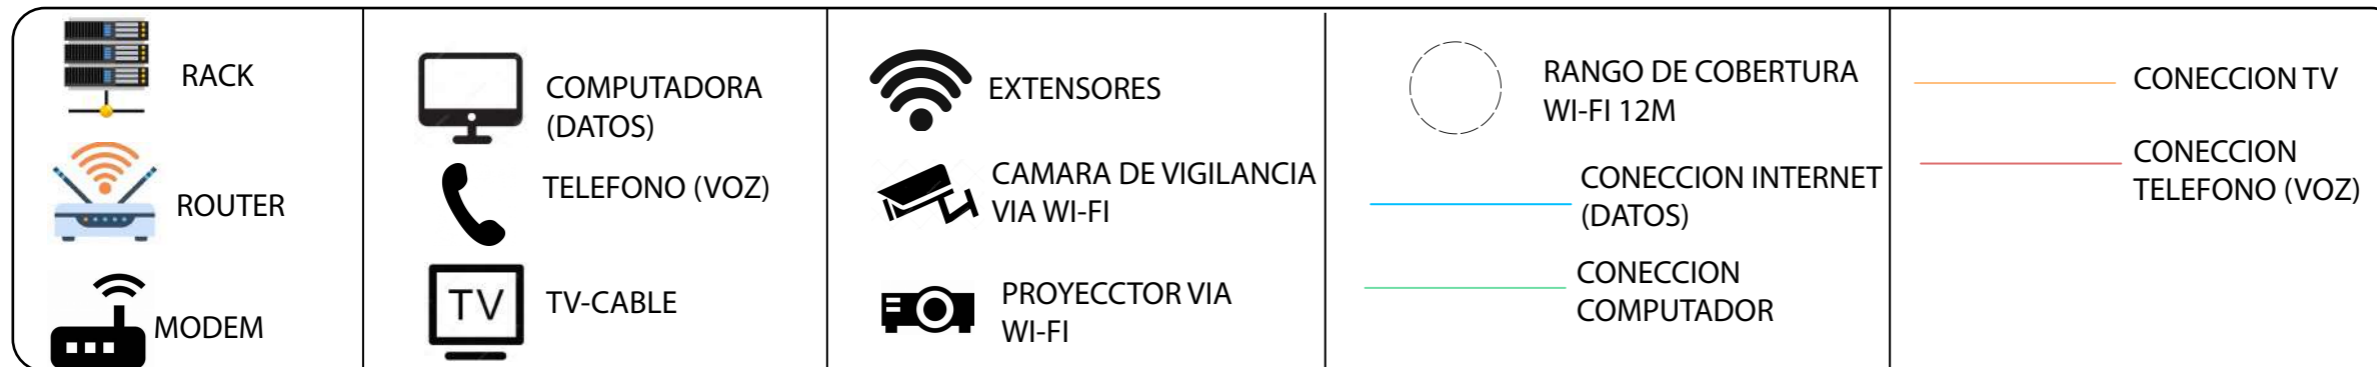 RACK
ROUTER
MODEM
COMPUTADORA
(DATOS)
TELEFONO (VOZ)
TV
TV-CABLE
EXTENSORES
CAMARA DE VIGILANCIA
VIA WI-FI
PROYECCTOR VIA
WI-FI
RANGO DE COBERTURA
WI-FI 12M
CONECCION INTERNET
(DATOS)
CONECCION
COMPUTADOR
CONECCION TV
CONECCION
TELEFONO (VOZ)